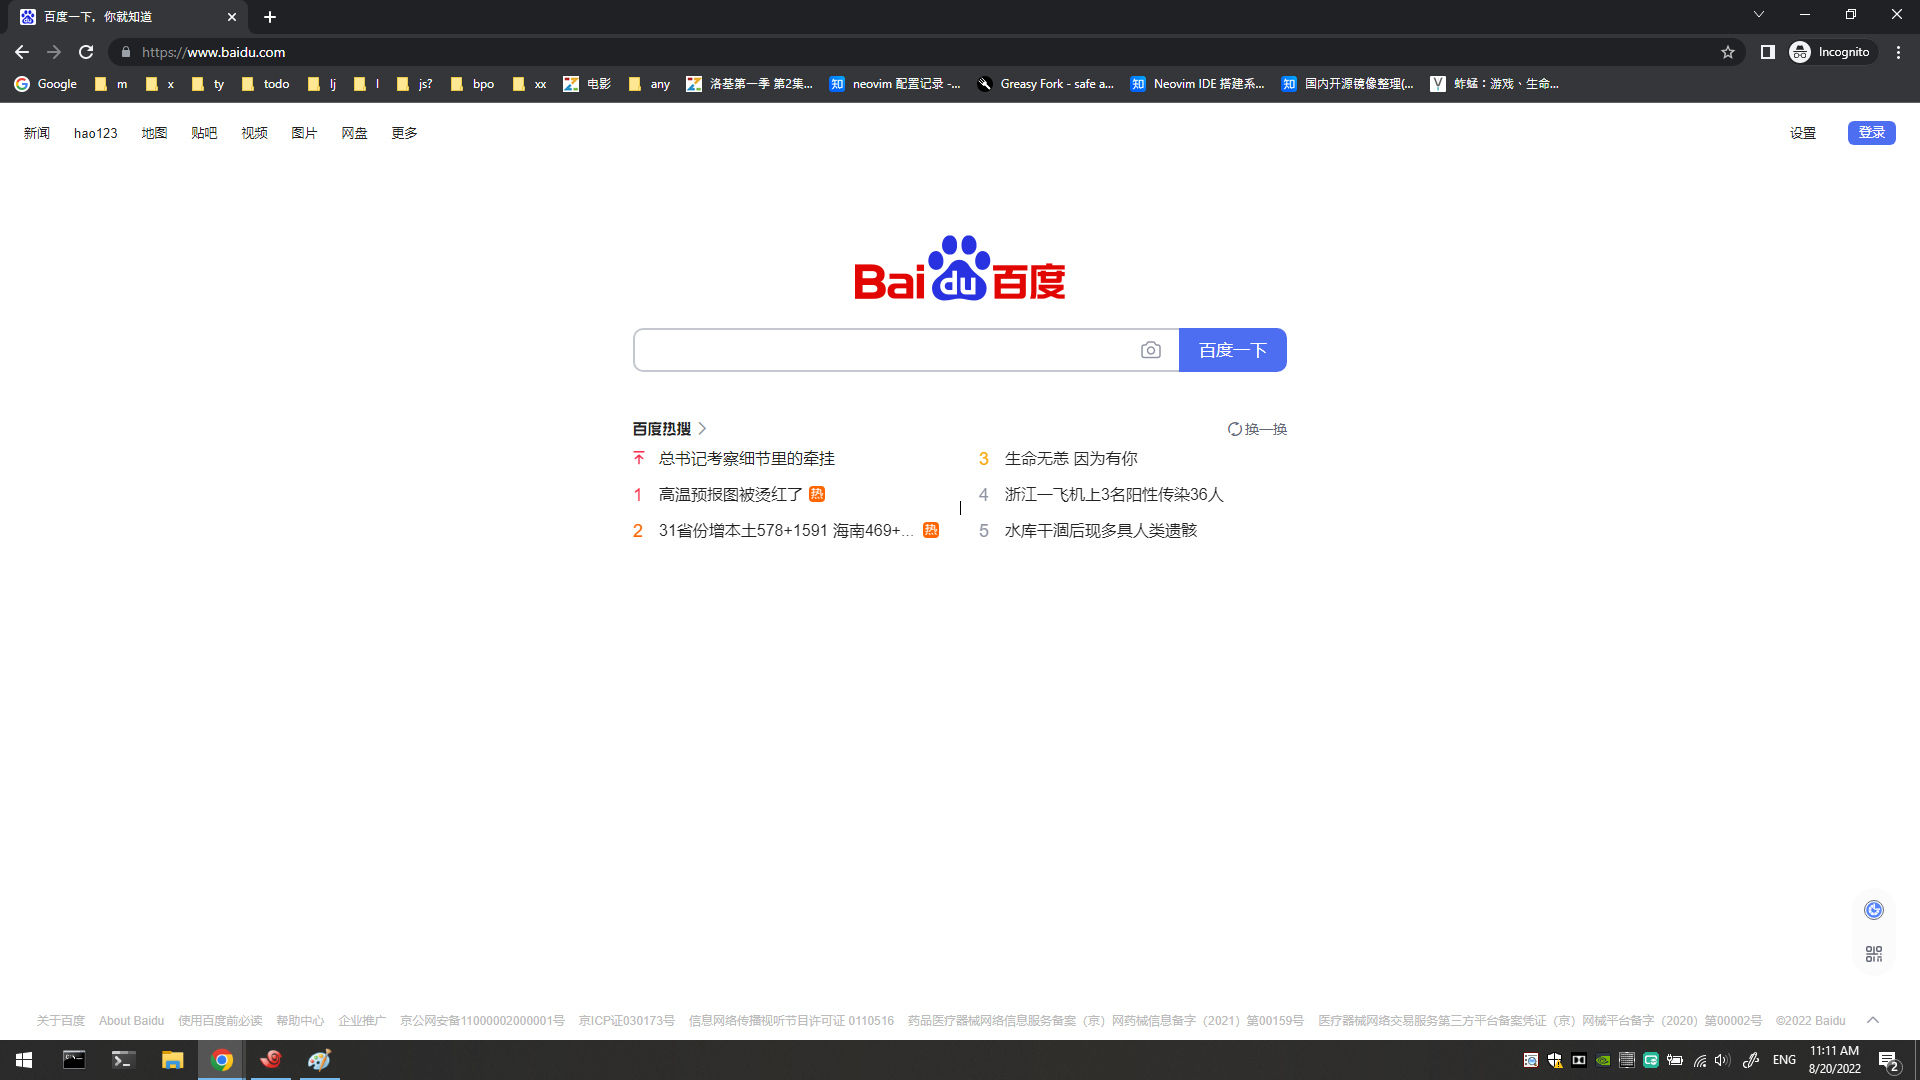 百度一下，你就知道
https://www.baidu.com
Incognito
Google m x ty todo lj l js? bpo xx 电影 any 洛基第一季 第2集... neovim 配置记录 -... Greasy Fork - safe a... Neovim IDE 搭建系... 国内开源镜像整理(... 蚱蜢：游戏、生命...
新闻 hao123 地图 贴吧 视频 图片 网盘 更多 设置 登录
Bai du 百度
百度一下
百度热搜 换一换
总书记考察细节里的牵挂
1 高温预报图被烫红了 热
2 31省份增本土578+1591 海南469+... 热
3 生命无恙 因为有你
4 浙江一飞机上3名阳性传染36人
5 水库干涸后现多具人类遗骸
关于百度 About Baidu 使用百度前必读 帮助中心 企业推广 京公网安备11000002000001号 京ICP证030173号 信息网络传播视听节目许可证 0110516 药品医疗器械网络信息服务备案（京）网药械信息备字（2021）第00159号 医疗器械网络交易服务第三方平台备案凭证（京）网械平台备字（2020）第00002号 ©2022 Baidu
ENG
11:11 AM
8/20/2022
2